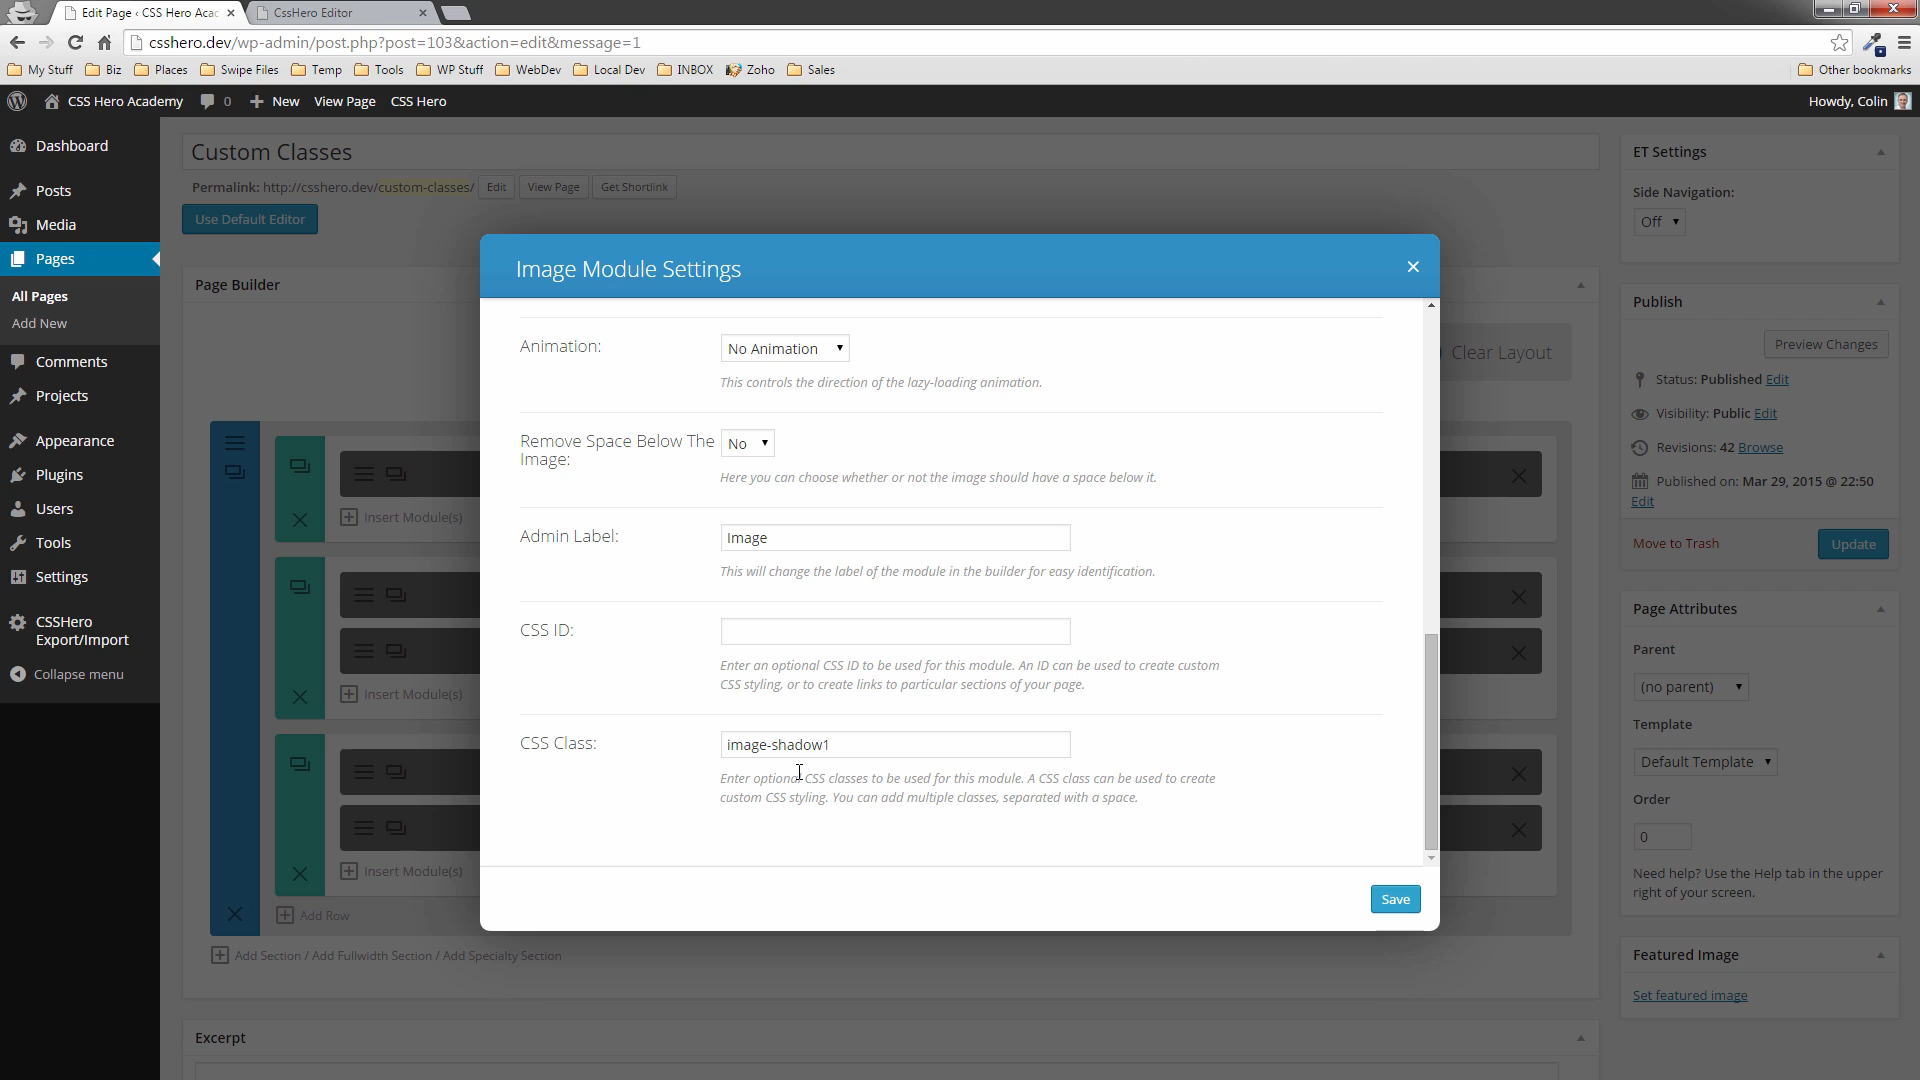 Edit Page ‹ CSS Hero Aca
CssHero Editor
csshero.dev/wp-admin/post.php?post=103&action=edit&message=1
My Stuff Biz Places Swipe Files Temp Tools WP Stuff WebDev Local Dev INBOX Zoho Sales Other bookmarks
CSS Hero Academy 0 New View Page CSS Hero Howdy, Colin
Dashboard
Posts
Media
Pages
All Pages
Add New
Comments
Projects
Appearance
Plugins
Users
Tools
Settings
CSSHero
Export/Import
Collapse menu
Custom Classes
Permalink: http://csshero.dev/custom-classes/ Edit View Page Get Shortlink
Use Default Editor
Page Builder
Clear Layout
Insert Module(s)
Insert Module(s)
Insert Module(s)
Add Row
Add Section / Add Fullwidth Section / Add Specialty Section
Excerpt
Image Module Settings
Animation: No Animation
This controls the direction of the lazy-loading animation.
Remove Space Below The
Image:
No
Here you can choose whether or not the image should have a space below it.
Admin Label: Image
This will change the label of the module in the builder for easy identification.
CSS ID:
Enter an optional CSS ID to be used for this module. An ID can be used to create custom
CSS styling, or to create links to particular sections of your page.
CSS Class: image-shadow1
Enter optional CSS classes to be used for this module. A CSS class can be used to create
custom CSS styling. You can add multiple classes, separated with a space.
Save
ET Settings
Side Navigation:
Off
Publish
Preview Changes
Status: Published Edit
Visibility: Public Edit
Revisions: 42 Browse
Published on: Mar 29, 2015 @ 22:50
Edit
Move to Trash Update
Page Attributes
Parent
(no parent)
Template
Default Template
Order
0
Need help? Use the Help tab in the upper
right of your screen.
Featured Image
Set featured image